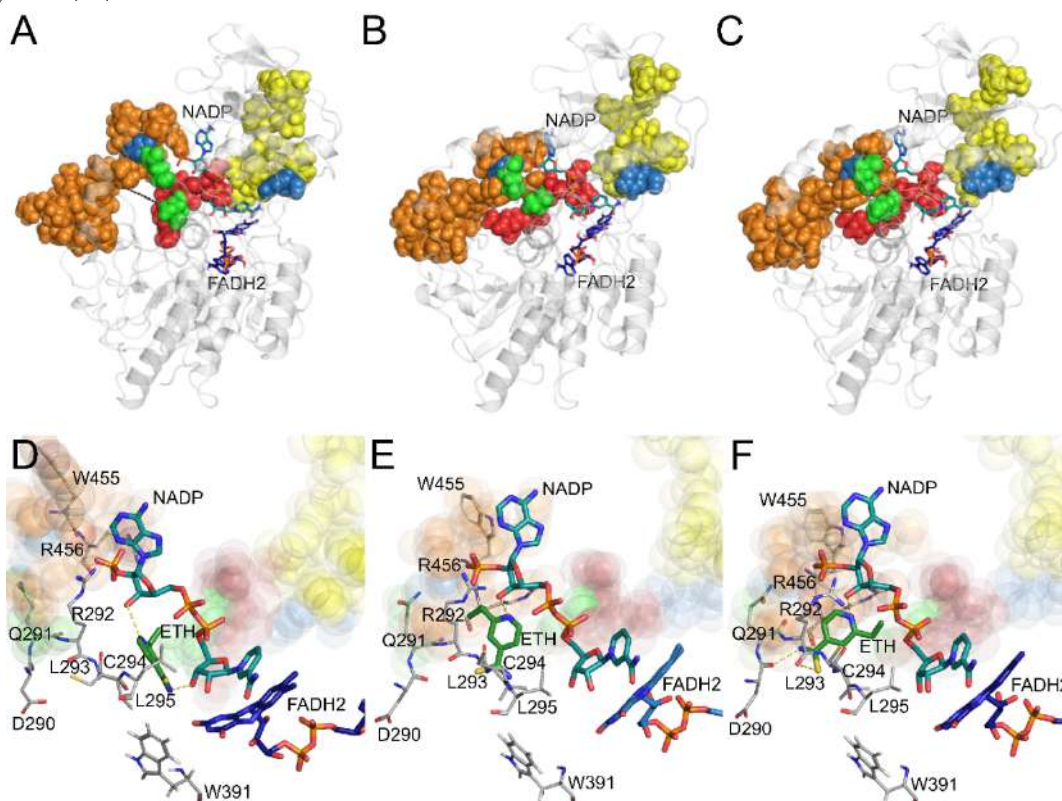 A
B
C
NADP
NADP
NADP
FADH2
FADH2
FADH2
D
E
F
W455
NADP
W455
NADP
W455
NADP
R456
R456
R456
R292
ETH
R292
R292
Q291
C294
Q291
ETH
C294
Q291
ETH
C294
L293
L295
L293
L295
L293
L295
FADH2
FADH2
FADH2
D290
D290
D290
W391
W391
W391